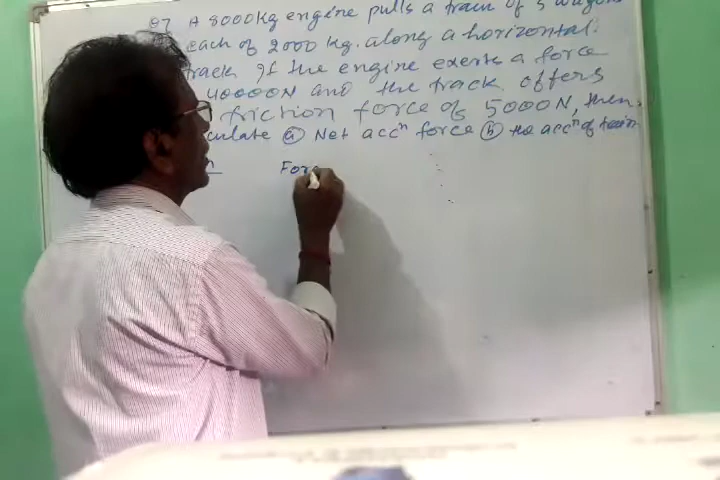 Q7 A 8000kg engine pulls a train of 5 wagons
each of 2000 kg. along a horizontal
track If the engine exerts a force
40000N and the track offers
friction force of 5000N, then
culate (a) Net accⁿ force (b) the accⁿ of train
For